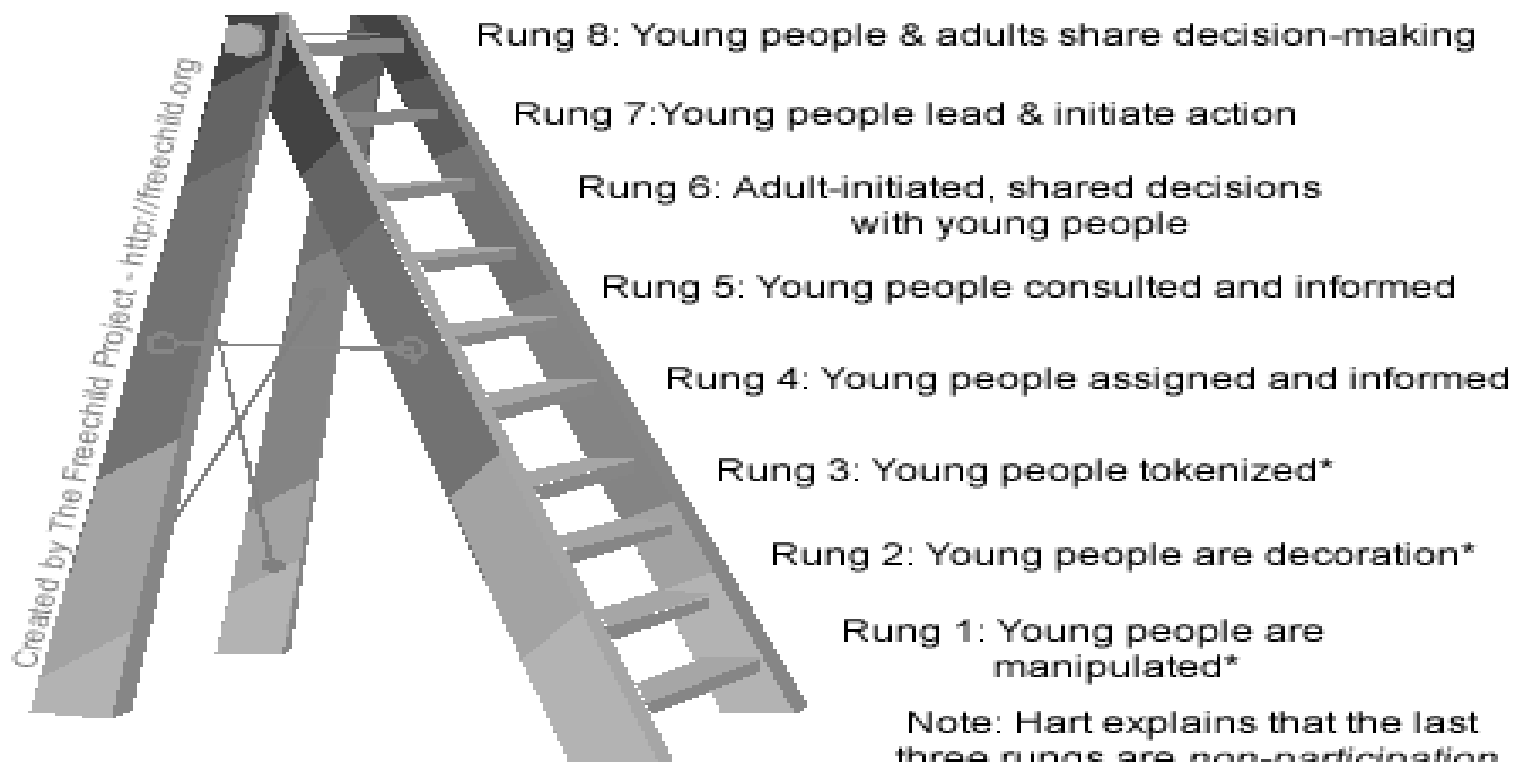 Rung 8: Young people & adults share decision-making
Rung 7:Young people lead & initiate action
Rung 6: Adult-initiated, shared decisions
with young people
Rung 5: Young people consulted and informed
Rung 4: Young people assigned and informed
Rung 3: Young people tokenized*
Rung 2: Young people are decoration*
Rung 1: Young people are
manipulated*
Note: Hart explains that the last
three rungs are non-participation
Created by The Freechild Project - http://freechild.org